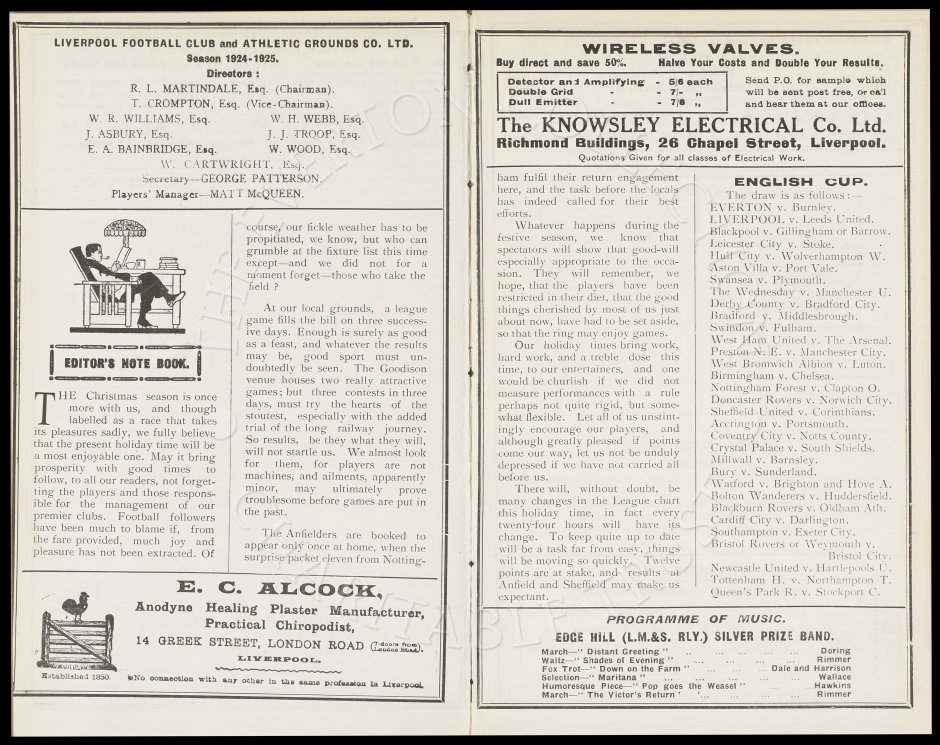 LIVERPOOL FOOTBALL CLUB and ATHLETIC GROUNDS CO. LTD.
Season 1924-1925.
Directors :
R. L. MARTINDALE, Esq. (Chairman).
T. CROMPTON, Esq. (Vice-Chairman).
W. R. WILLIAMS, Esq. W. H. WEBB, Esq.
J. ASBURY, Esq. J. J. TROOP, Esq.
E. A. BAINBRIDGE, Esq. W. WOOD, Esq.
W. CARTWRIGHT, Esq.
Secretary—GEORGE PATTERSON.
Players' Manager—MATT McQUEEN.
EDITOR'S NOTE BOOK.
THE Christmas season is once
more with us, and though
labelled as a race that takes
its pleasures sadly, we fully believe
that the present holiday time will be
a most enjoyable one. May it bring
prosperity with good times to
follow, to all our readers, not forget-
ting the players and those respons-
ible for the management of our
premier clubs. Football followers
have been much to blame if, from
the fare provided, much joy and
pleasure has not been extracted. Of
course, our fickle weather has to be
propitiated, we know, but who can
grumble at the fixture list this time
except—and we did not for a
moment forget—those who take the
field ?
At our local grounds, a league
game fills the bill on three success-
ive days. Enough is surely as good
as a feast, and whatever the results
may be, good sport must un-
doubtedly be seen. The Goodison
venue houses two really attractive
games; but three contests in three
days, must try the hearts of the
stoutest, especially with the added
trial of the long railway journey.
So results, be they what they will,
will not startle us. We almost look
for them, for players are not
machines, and ailments, apparently
minor, may ultimately prove
troublesome before games are put in
the past.
The Anfielders are booked to
appear only once at home, when the
surprise packet eleven from Notting-
E. C. ALCOCK,
Anodyne Healing Plaster Manufacturer,
Practical Chiropodist,
14 GREEK STREET, LONDON ROAD (7 doors from London Road).
LIVERPOOL.
Established 1850.
No connection with any other in the same profession in Liverpool.
WIRELESS VALVES.
Buy direct and save 50%. Halve Your Costs and Double Your Results.
Detector and Amplifying - 5/6 each
Double Grid - - 7/- „
Dull Emitter - - 7/6 „
Send P.O. for sample which
will be sent post free, or call
and hear them at our offices.
The KNOWSLEY ELECTRICAL Co. Ltd.
Richmond Buildings, 26 Chapel Street, Liverpool.
Quotations Given for all classes of Electrical Work.
ham fulfil their return engagement
here, and the task before the locals
has indeed called for their best
efforts.
Whatever happens during the
festive season, we know that
spectators will show that good-will
especially appropriate to the occa-
sion. They will remember, we
hope, that the players have been
restricted in their diet, that the good
things cherished by most of us just
about now, have had to be set aside,
so that the ring may enjoy games.
Our holiday times bring work,
hard work, and a treble dose this
time, to our entertainers, and one
would be churlish if we did not
measure performances with a rule
perhaps not quite rigid, but some-
what flexible. Let all of us unstint-
ingly encourage our players, and
although greatly pleased if points
come our way, let us not be unduly
depressed if we have not carried all
before us.
There will, without doubt, be
many changes in the League chart
this holiday time, in fact every
twenty-four hours will have its
change. To keep quite up to date
will be a task far from easy, things
will be moving so quickly. Twelve
points are at stake, and results at
Anfield and Sheffield may make us
expectant.
ENGLISH CUP.
The draw is as follows :—
EVERTON v. Burnley.
LIVERPOOL v. Leeds United.
Blackpool v. Gillingham or Barrow.
Leicester City v. Stoke.
Hull City v. Wolverhampton W.
Aston Villa v. Port Vale.
Swansea v. Plymouth.
The Wednesday v. Manchester U.
Derby County v. Bradford City.
Bradford v. Middlesbrough.
Swindon v. Fulham.
West Ham United v. The Arsenal.
Preston N. E. v. Manchester City.
West Bromwich Albion v. Luton.
Birmingham v. Chelsea.
Nottingham Forest v. Clapton O.
Doncaster Rovers v. Norwich City.
Sheffield United v. Corinthians.
Accrington v. Portsmouth.
Coventry City v. Notts County.
Crystal Palace v. South Shields.
Millwall v. Barnsley.
Bury v. Sunderland.
Watford v. Brighton and Hove A.
Bolton Wanderers v. Huddersfield.
Blackburn Rovers v. Oldham Ath.
Cardiff City v. Darlington.
Southampton v. Exeter City.
Bristol Rovers or Weymouth v.
Bristol City.
Newcastle United v. Hartlepools U.
Tottenham H. v. Northampton T.
Queen's Park R. v. Stockport C.
PROGRAMME OF MUSIC.
EDGE HILL (L.M.&S. RLY.) SILVER PRIZE BAND.
March—" Distant Greeting " ... ... ... ... Doring
Waltz—" Shades of Evening " ... ... ... ... Rimmer
Fox Trot—" Down on the Farm " ... ... Dale and Harrison
Selection—" Maritana " ... ... ... ... Wallace
Humoresque Piece—" Pop goes the Weasel " ... ... Hawkins
March—" The Victor's Return ' ... ... ... Rimmer